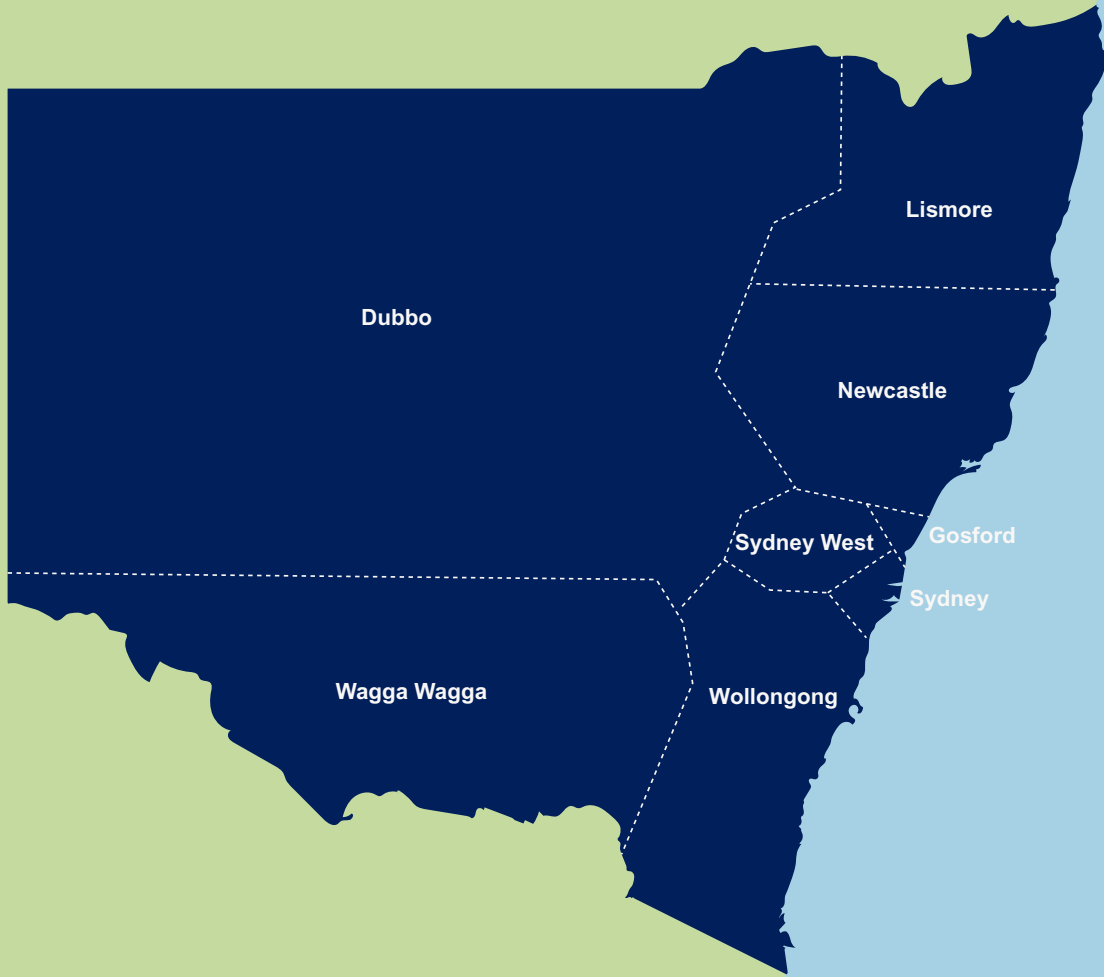 Lismore
Dubbo
Newcastle
Gosford
Sydney West
Sydney
Wagga Wagga
Wollongong